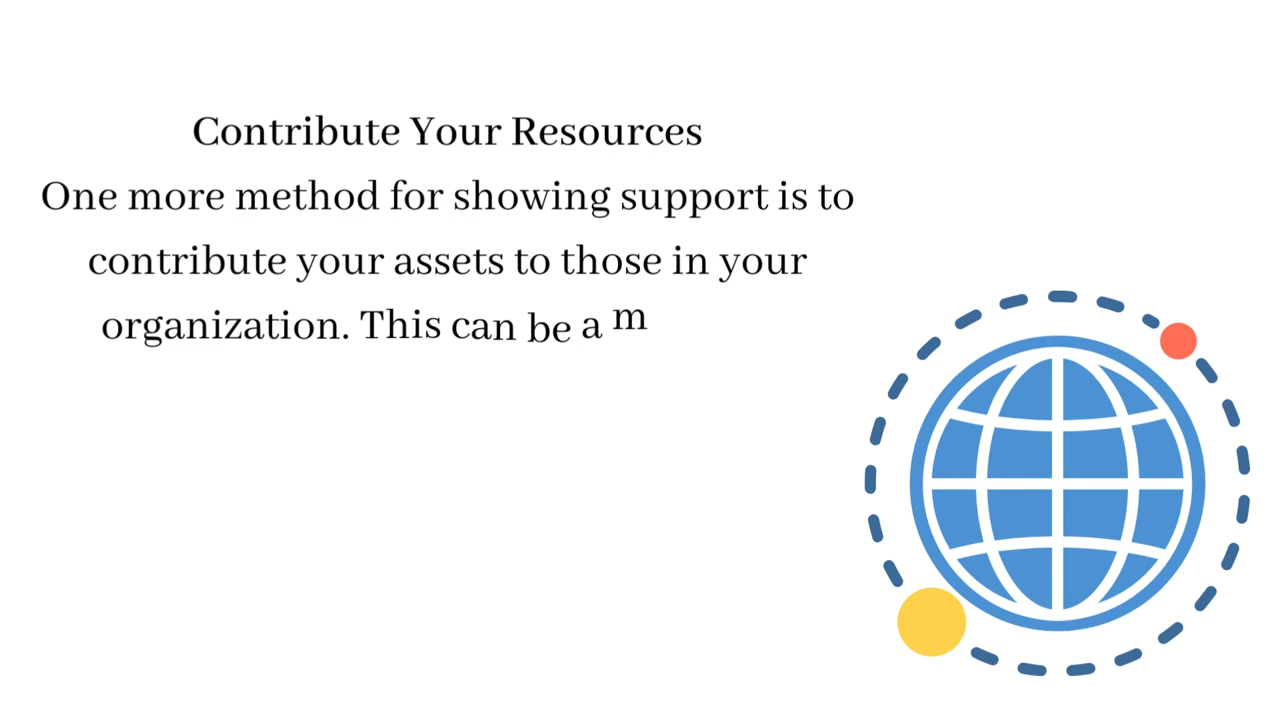 Contribute Your Resources
One more method for showing support is to
contribute your assets to those in your
organization. This can be a m